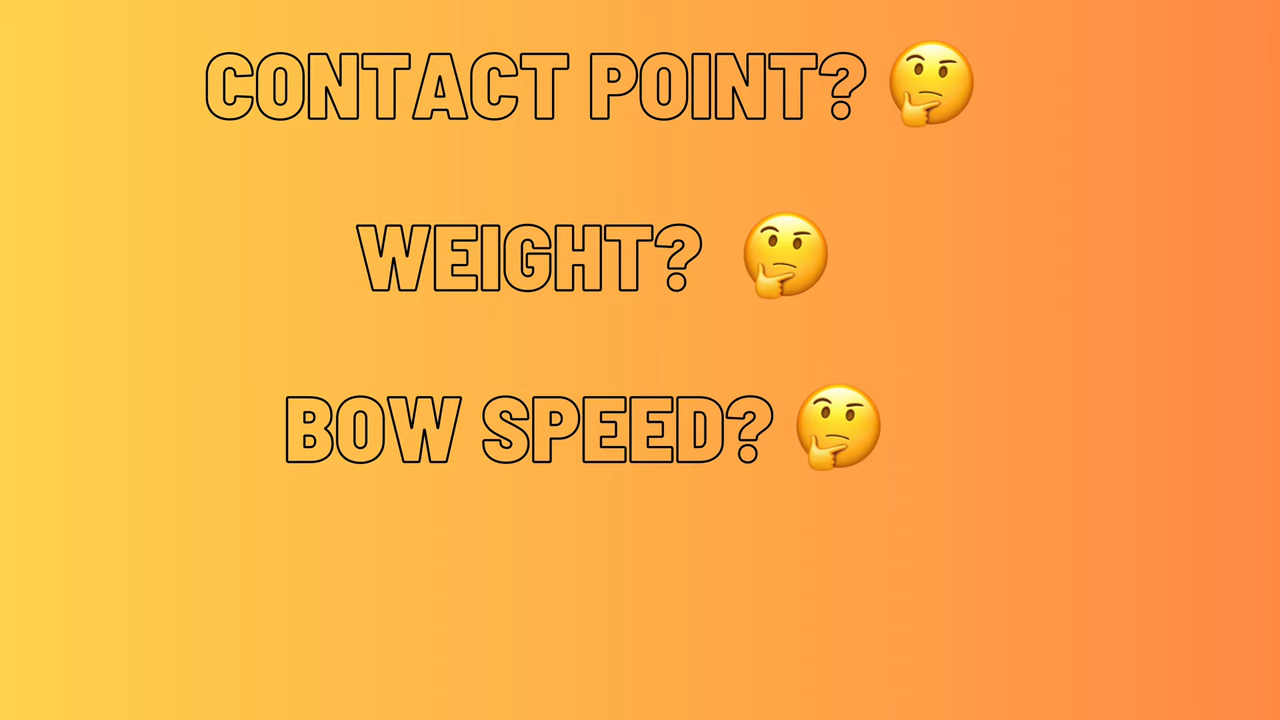 CONTACT POINT? 🤔
WEIGHT? 🤔
BOW SPEED? 🤔